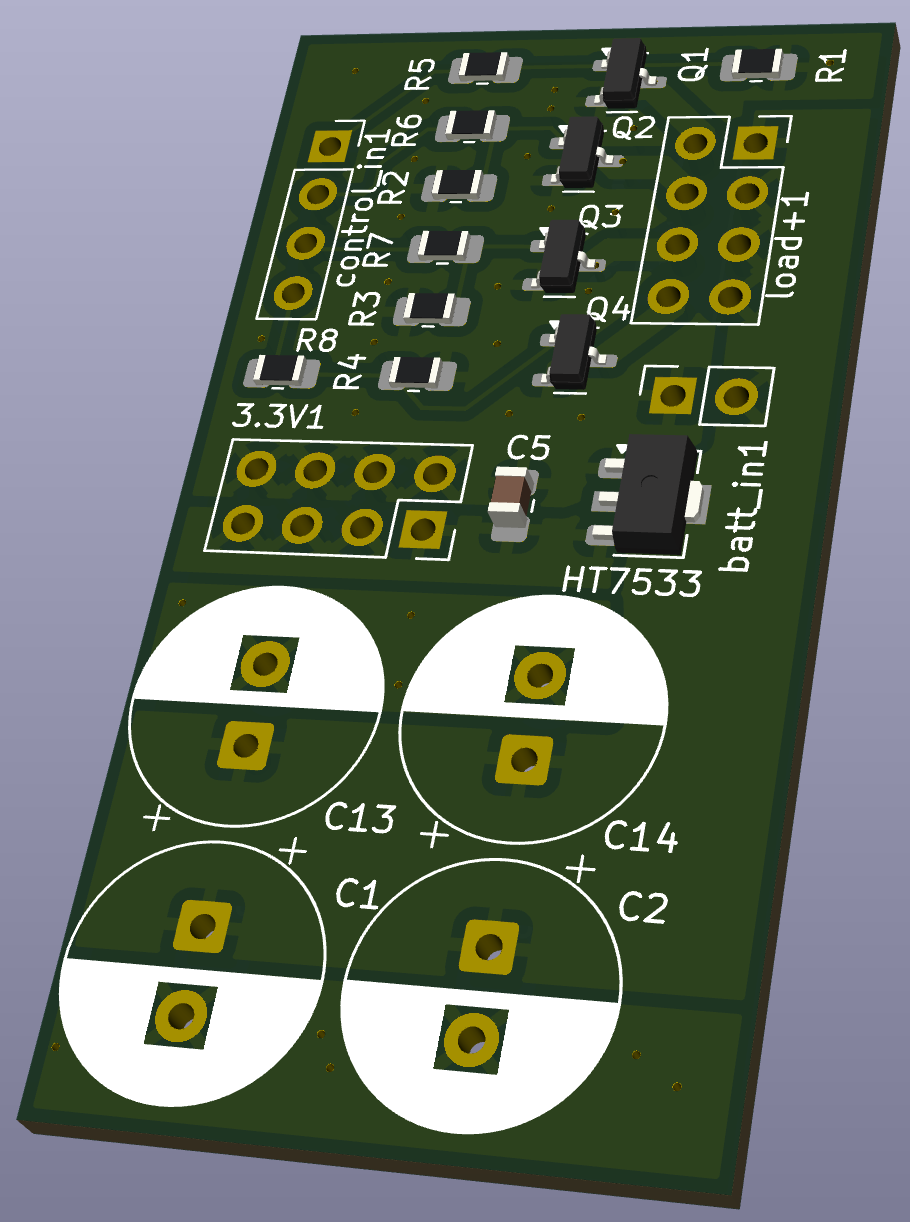 R5
Q1
R1
R6
Q2
control_in1
R2
Q3
load+1
R7
R3
Q4
R8
R4
3.3V1
C5
batt_in1
HT7533
+
C13
+
C14
+
C1
+
C2